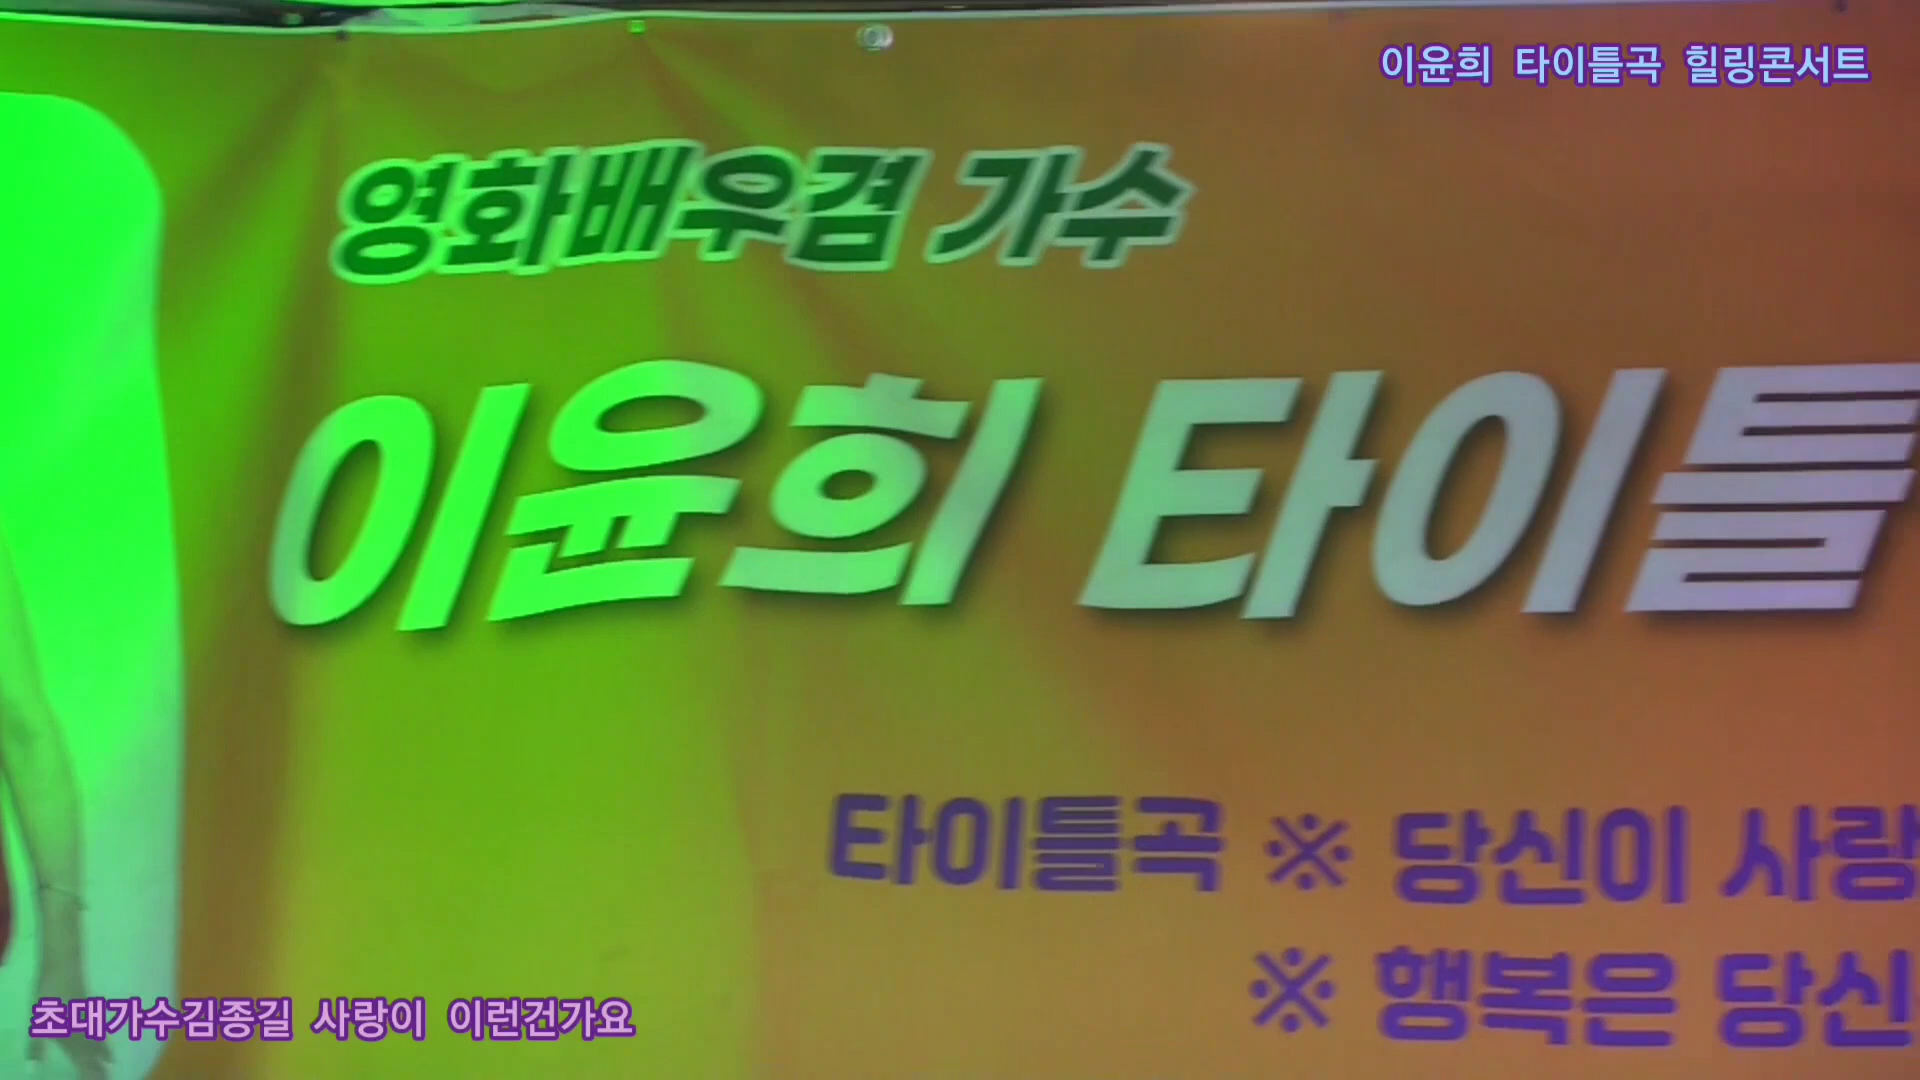 이윤희 타이틀곡 힐링콘서트
영화배우겸 가수
이윤희 타이틀
타이틀곡 ※ 당신이 사랑
※ 행복은 당신
초대가수김종길 사랑이 이런건가요